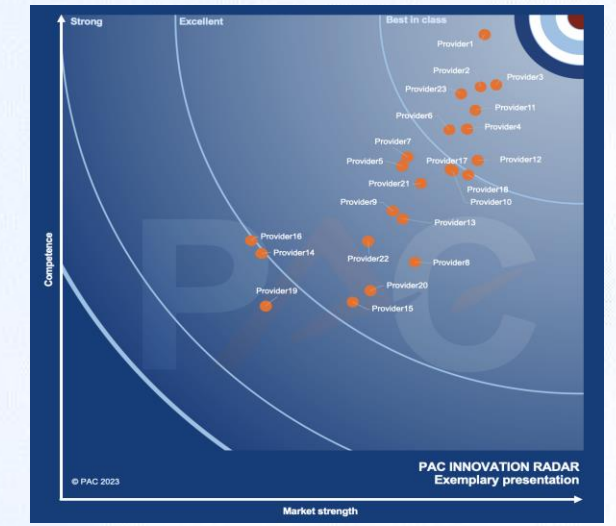 Strong
Excellent
Best in class
Provider1
Provider2
Provider3
Provider23
Provider11
Provider6
Provider4
Provider7
Provider5
Provider17
Provider12
Provider21
Provider18
Provider10
Provider9
Provider13
Provider16
Provider14
Provider22
Provider8
Provider19
Provider20
Provider15
Competence
PAC
PAC INNOVATION RADAR
Exemplary presentation
© PAC 2023
Market strength